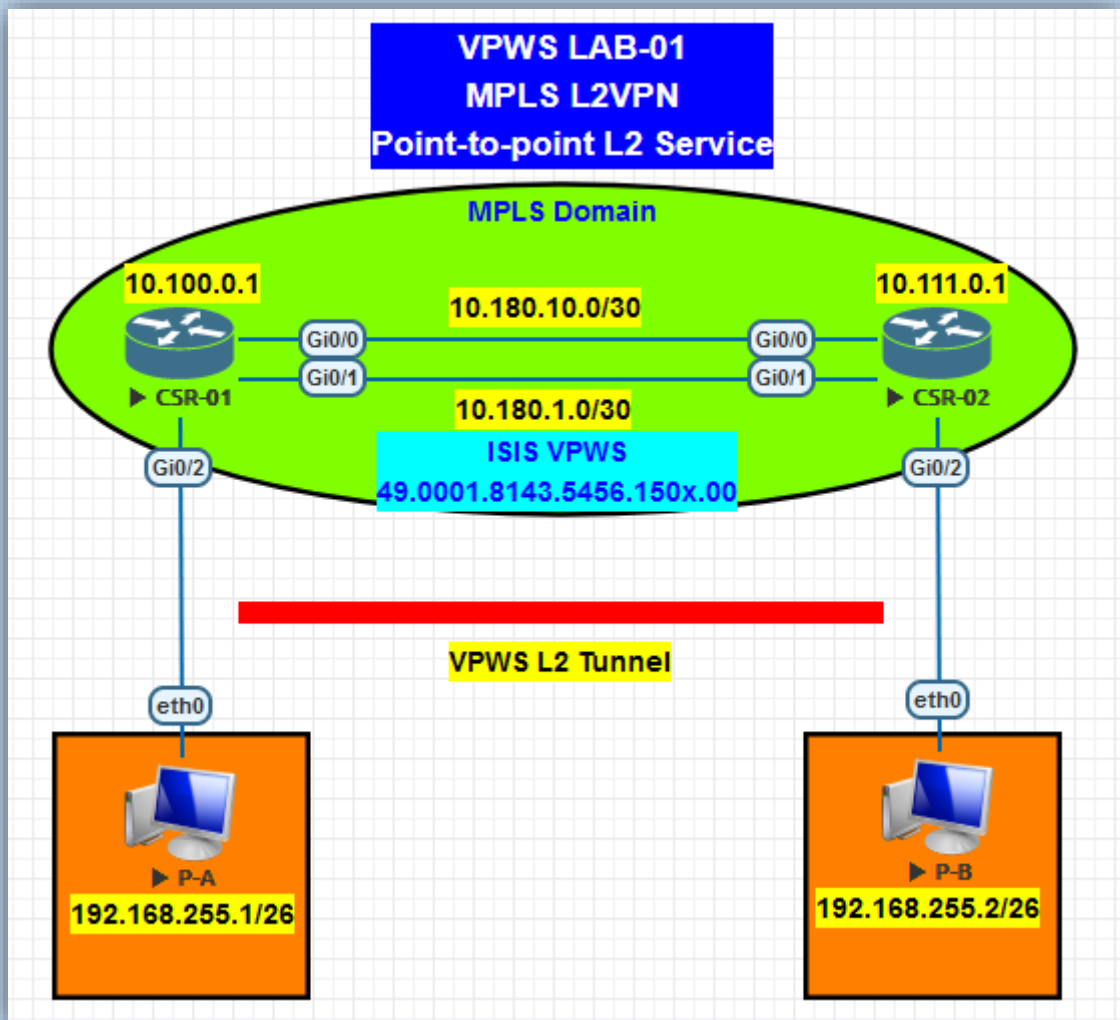 VPWS LAB-01
MPLS L2VPN
Point-to-point L2 Service
MPLS Domain
10.100.0.1
10.111.0.1
10.180.10.0/30
Gi0/0
Gi0/0
Gi0/1
Gi0/1
CSR-01
CSR-02
10.180.1.0/30
ISIS VPWS
49.0001.8143.5456.150x.00
Gi0/2
Gi0/2
VPWS L2 Tunnel
eth0
eth0
P-A
P-B
192.168.255.1/26
192.168.255.2/26